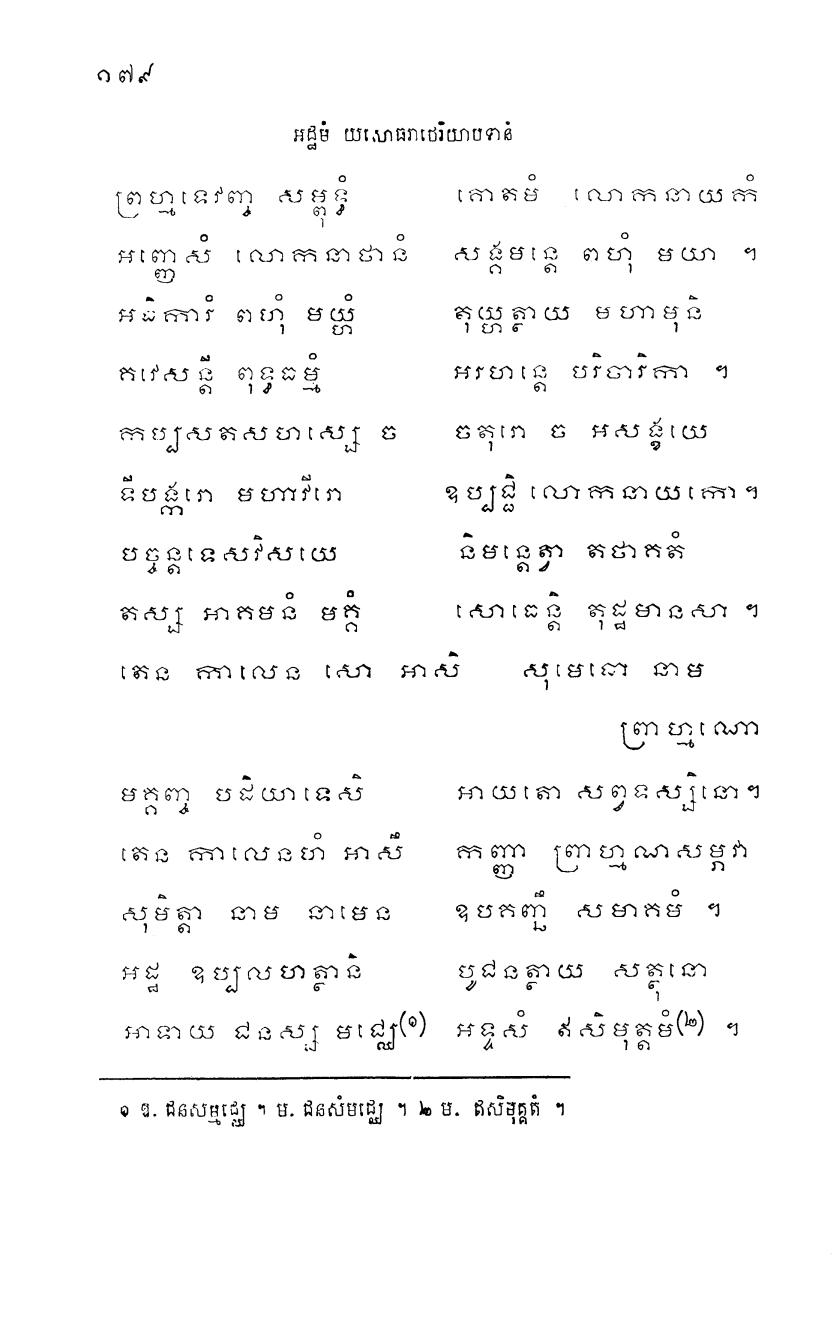 ១៧៩
អដ្ឋមំ យសោធរាថេរិយាបទានំ
ព្រហ្មទេវញ្ច សម្ពុទ្ធំ គោតមំ លោកនាយកំ
អញ្ញេសំ លោកនាថានំ សង្គមន្តេ ពហុំ មយា ។
អធិការំ ពហុំ មយ្ហំ តុយ្ហត្ថាយ មហាមុនិ
គវេសន្តី ពុទ្ធធម្មំ អរហន្តេ បរិចារិកា ។
កប្បសតសហស្សេ ច ចតុរោ ច អសង្ខយេ
ទីបង្ករោ មហាវីរោ ឧប្បជ្ជិ លោកនាយកោ។
បច្ចន្តទេសវិសយេ និមន្តេត្វា តថាគតំ
តស្ស អាគមនំ មគ្គំ សោធេន្តិ តុដ្ឋមានសា ។
តេន កាលេន សោ អាសិ សុមេធោ នាម
ព្រាហ្មណោ
មគ្គញ្ច បដិយាទេសិ អាយតោ សព្វទស្សិនោ។
តេន កាលេនហំ អាសឹ កញ្ញា ព្រាហ្មណសម្ភវា
សុមិត្តា នាម នាមេន ឧបគញ្ឆឹ សមាគមំ ។
អដ្ឋ ឧប្បលហត្ថានិ បូជនត្ថាយ សត្ថុនោ
អាទាយ ជនស្ស មជ្ឈេ(១) អទ្ទសំ ឥសិមុត្តមំ(២) ។
១ ឱ. ជនសម្មជ្ឈេ ។ ម. ជនសំមជ្ឈេ ។ ២ ម. ឥសិមុគ្គតំ ។